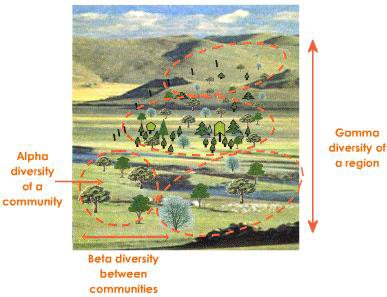 Gamma
diversity of
a region
Alpha
diversity
of a
community
Beta diversity
between
communities